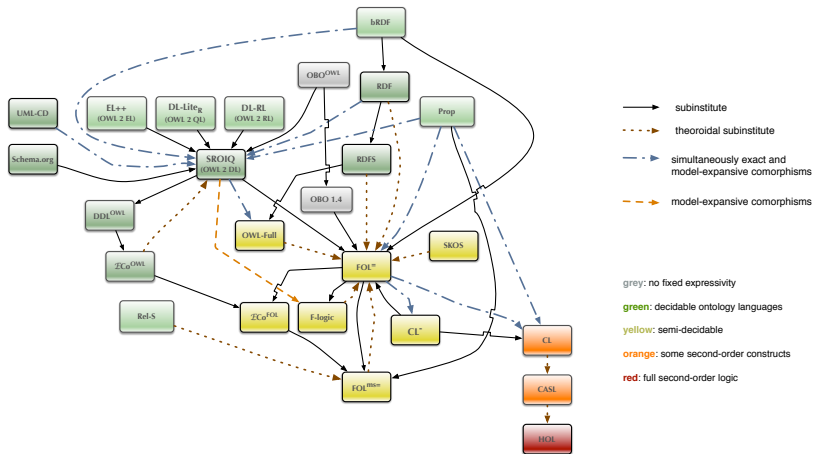 bRDF
OBO^OWL
RDF
EL++
(OWL 2 EL)
DL-Lite_R
(OWL 2 QL)
DL-RL
(OWL 2 RL)
UML-CD
Prop
Schema.org
SROIQ
(OWL 2 DL)
RDFS
OBO 1.4
DDL^OWL
OWL-Full
SKOS
ℰCo^OWL
FOL^=
Rel-S
ℰCo^FOL
F-logic
CL^-
CL
FOL^ms=
CASL
HOL
subinstitute
theoroidal subinstitute
simultaneously exact and
model-expansive comorphisms
model-expansive comorphisms
grey: no fixed expressivity
green: decidable ontology languages
yellow: semi-decidable
orange: some second-order constructs
red: full second-order logic